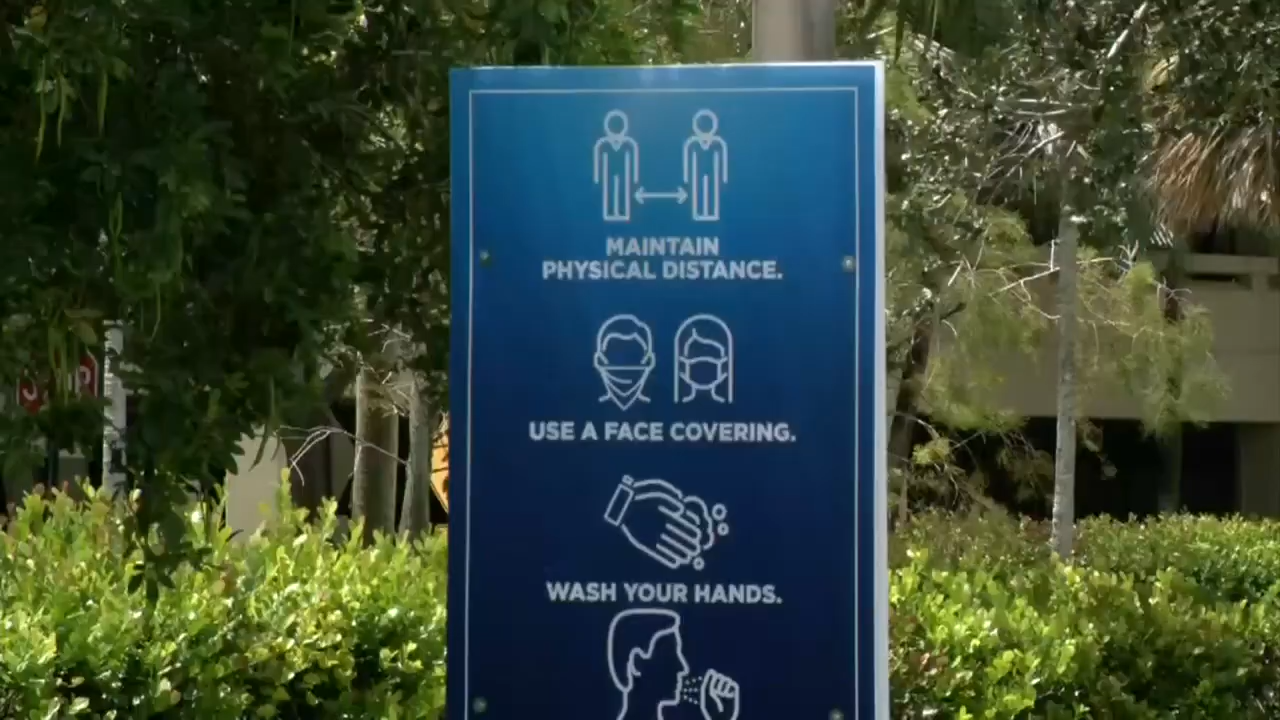 MAINTAIN
PHYSICAL DISTANCE.
USE A FACE COVERING.
WASH YOUR HANDS.